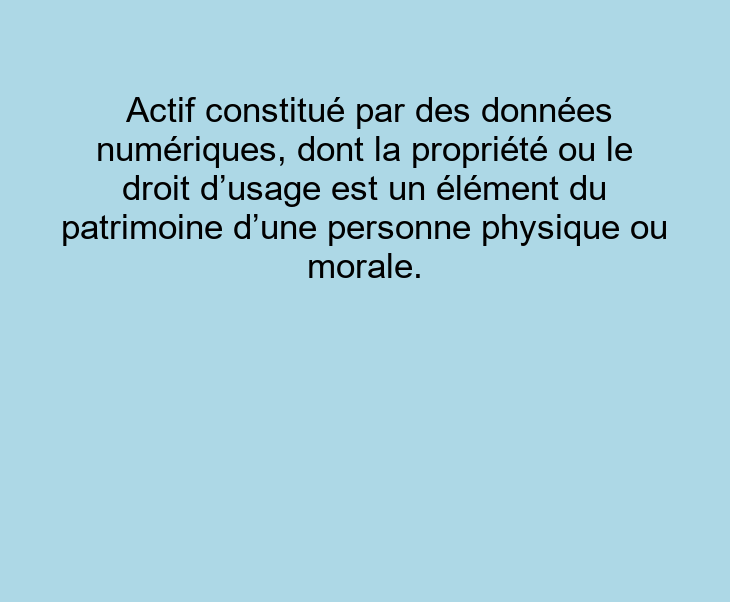 Actif constitué par des données
numériques, dont la propriété ou le
droit d’usage est un élément du
patrimoine d’une personne physique ou
morale.